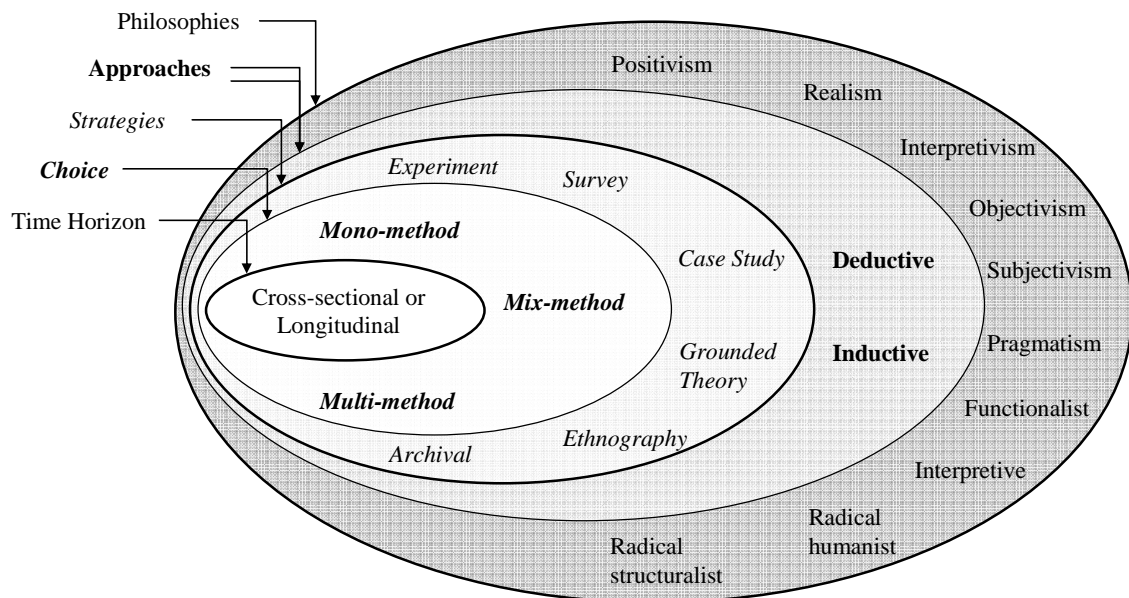 Philosophies
Approaches
Strategies
Choice
Time Horizon
Positivism
Realism
Interpretivism
Objectivism
Subjectivism
Pragmatism
Functionalist
Interpretive
Radical
humanist
Radical
structuralist
Deductive
Inductive
Experiment
Survey
Case Study
Grounded
Theory
Ethnography
Archival
Mono-method
Mix-method
Multi-method
Cross-sectional or
Longitudinal